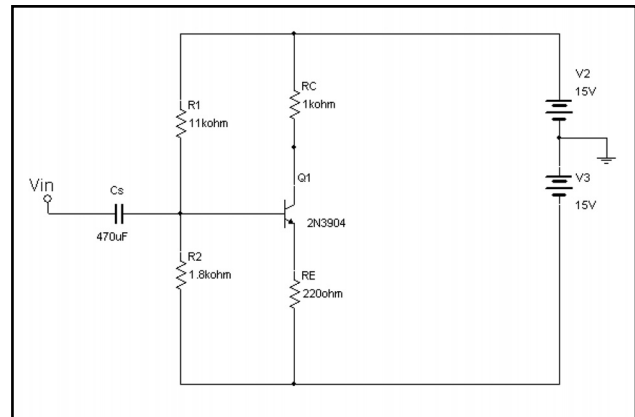 V2
15V
RC
1kohm
R1
11kohm
Q1
V3
15V
Vin
Cs
470uF
2N3904
R2
1.8kohm
RE
220ohm